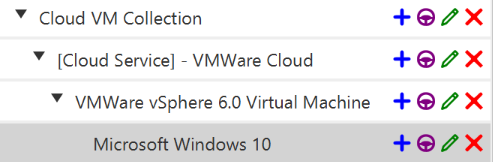 Cloud VM Collection
[Cloud Service] - VMWare Cloud
VMWare vSphere 6.0 Virtual Machine
Microsoft Windows 10